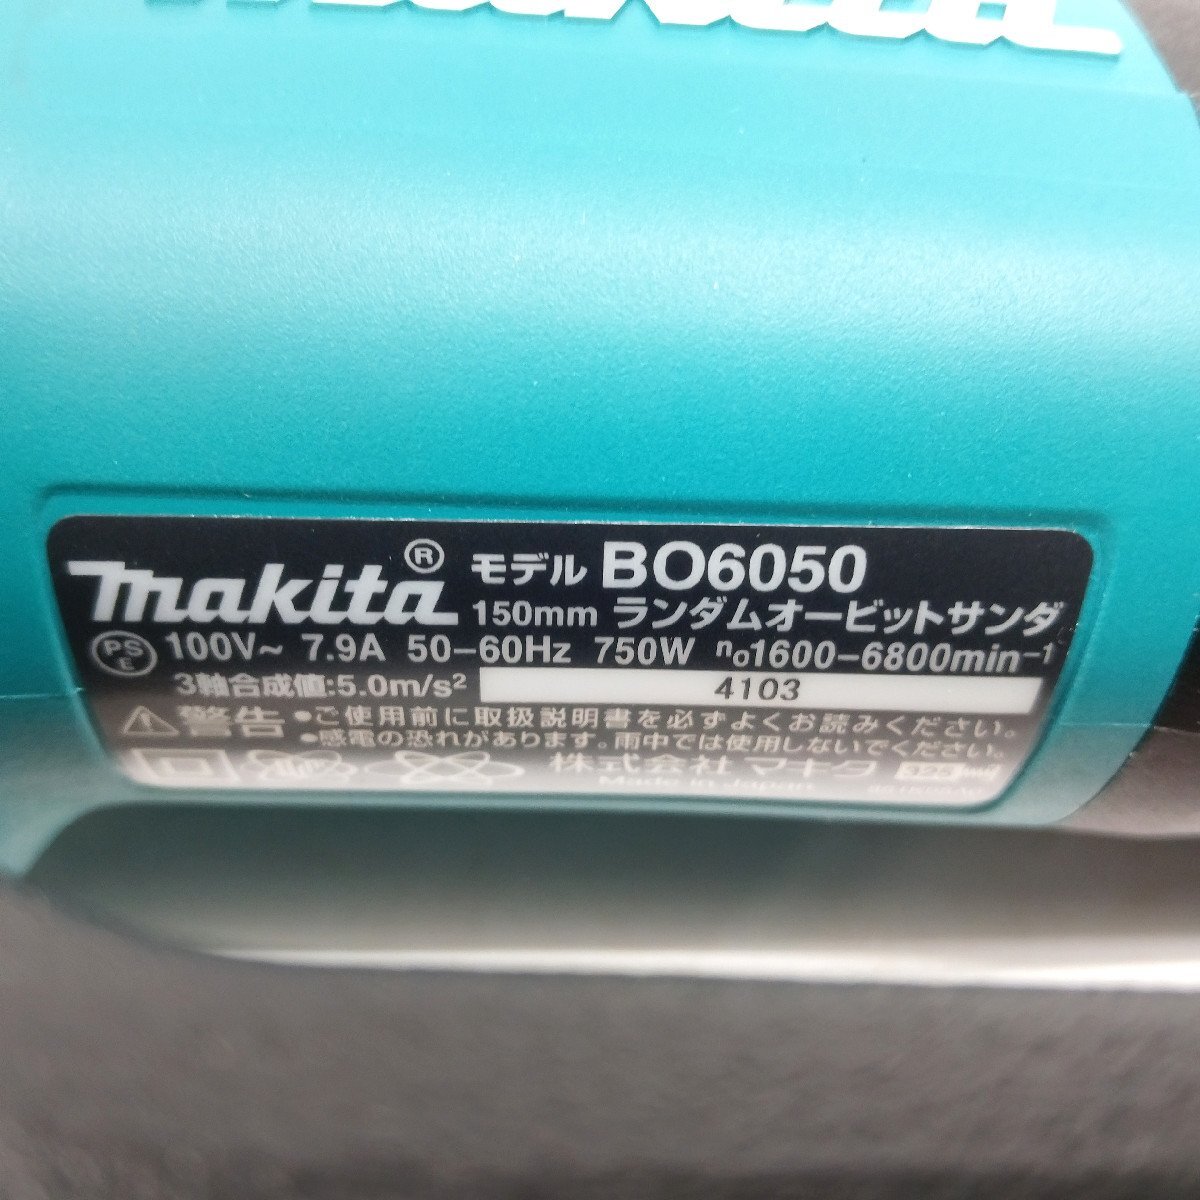 makita
makita® モデル BO6050
150mm ランダムオービットサンダ
PS E 100V~ 7.9A 50-60Hz 750W n₀1600-6800min⁻¹
3軸合成値:5.0m/s² 4103
⚠警告 •ご使用前に取扱説明書を必ずよくお読みください。
•感電の恐れがあります。雨中では使用しないでください。
株式会社 マキタ 325
Made in Japan